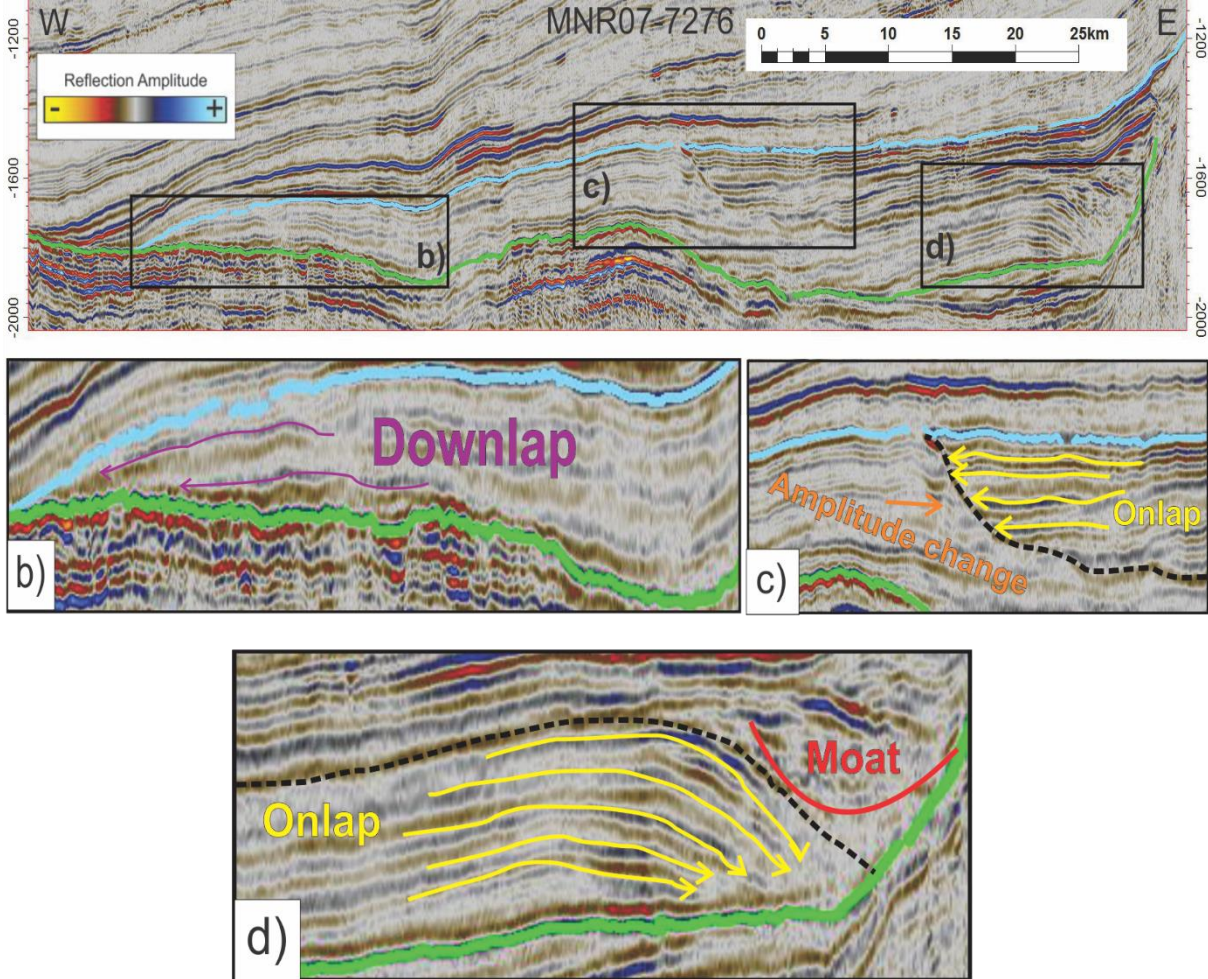 W
MNR07-7276
E
0 5 10 15 20 25km
-1200
-1600
-2000
-1200
-1600
-2000
Reflection Amplitude
- +
b)
c)
d)
Downlap
b)
Amplitude change
Onlap
c)
Onlap
Moat
d)